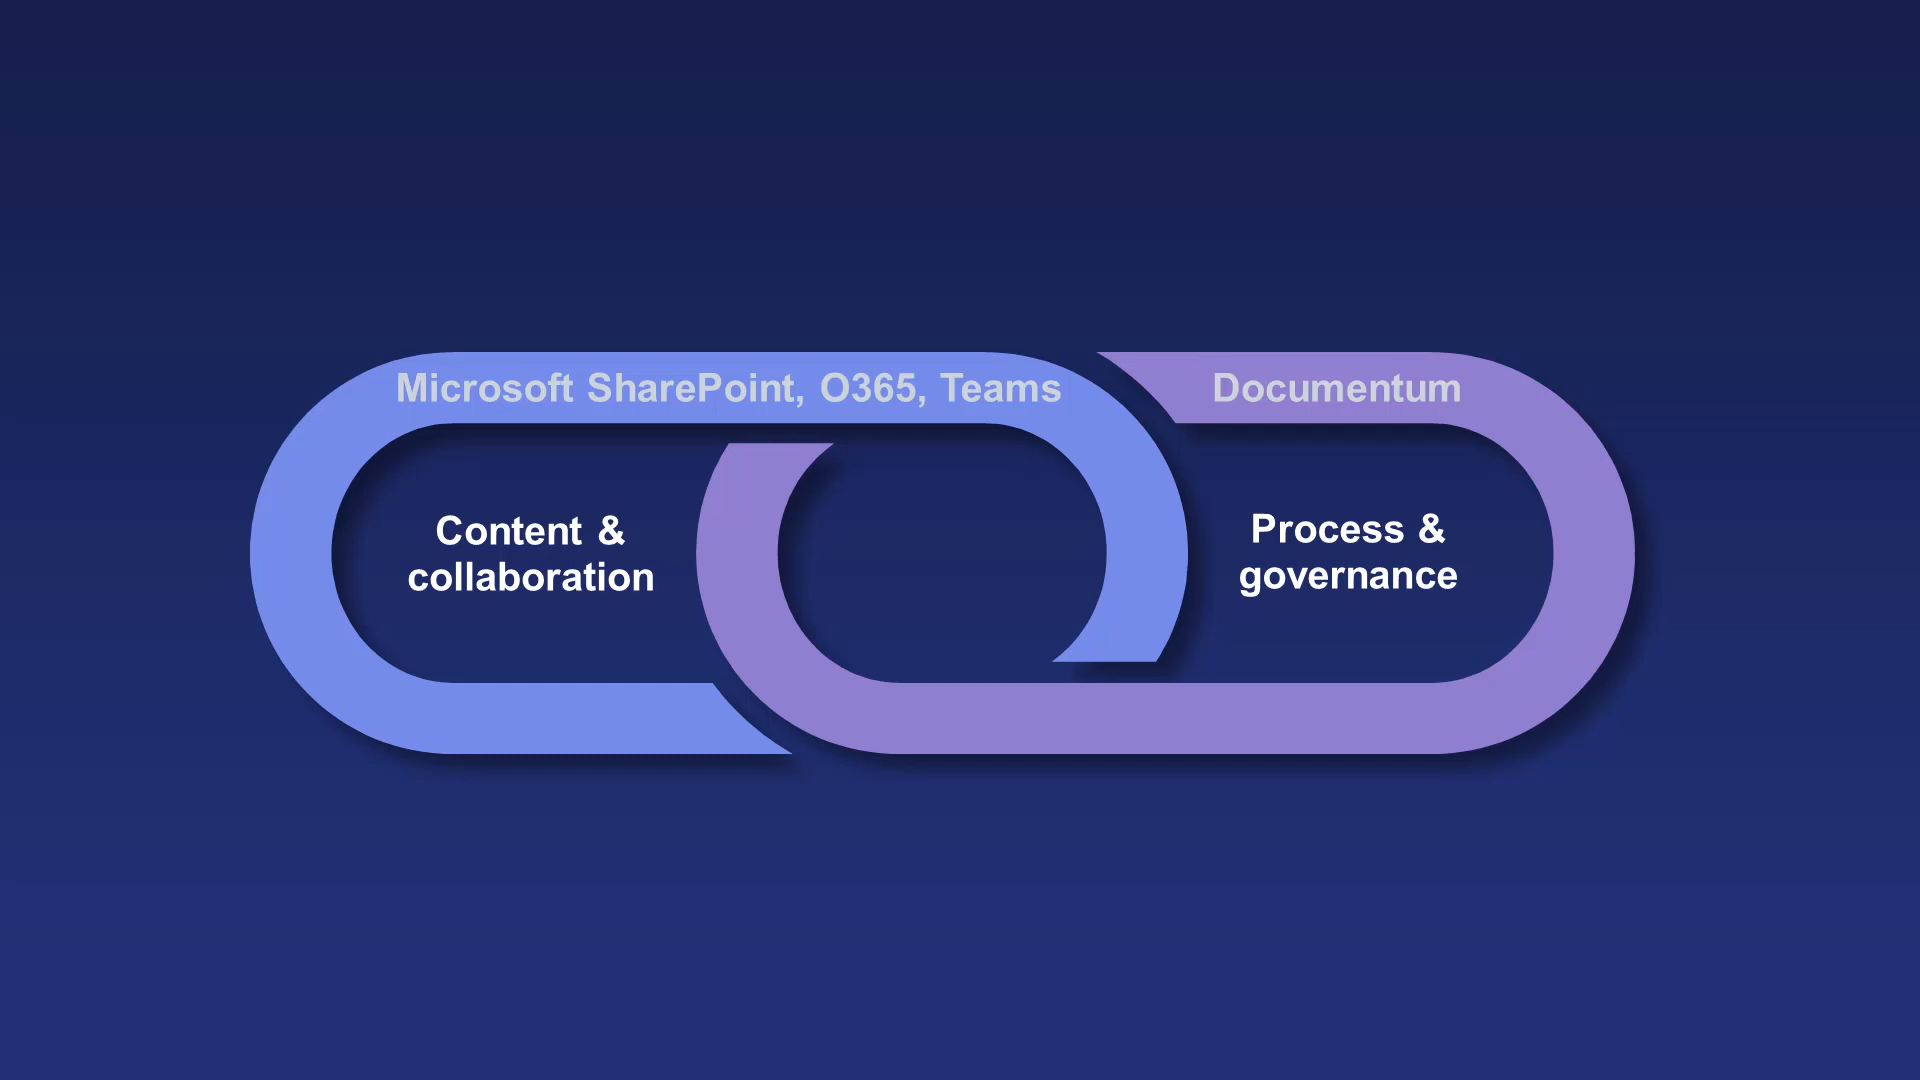 Microsoft SharePoint, O365, Teams
Documentum
Content &
collaboration
Process &
governance